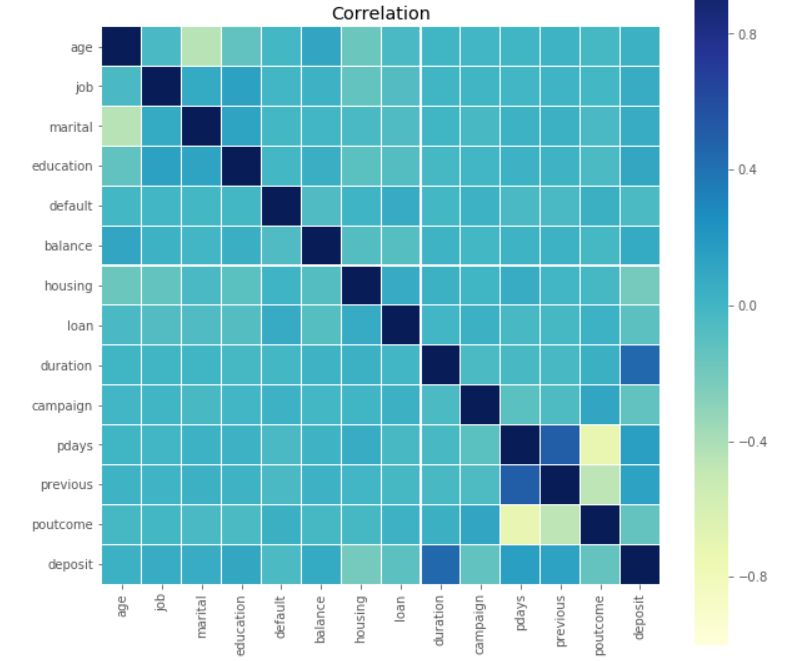 Correlation
age
job
marital
education
default
balance
housing
loan
duration
campaign
pdays
previous
poutcome
deposit
age
job
marital
education
default
balance
housing
loan
duration
campaign
pdays
previous
poutcome
deposit
0.8
0.4
0.0
−0.4
−0.8